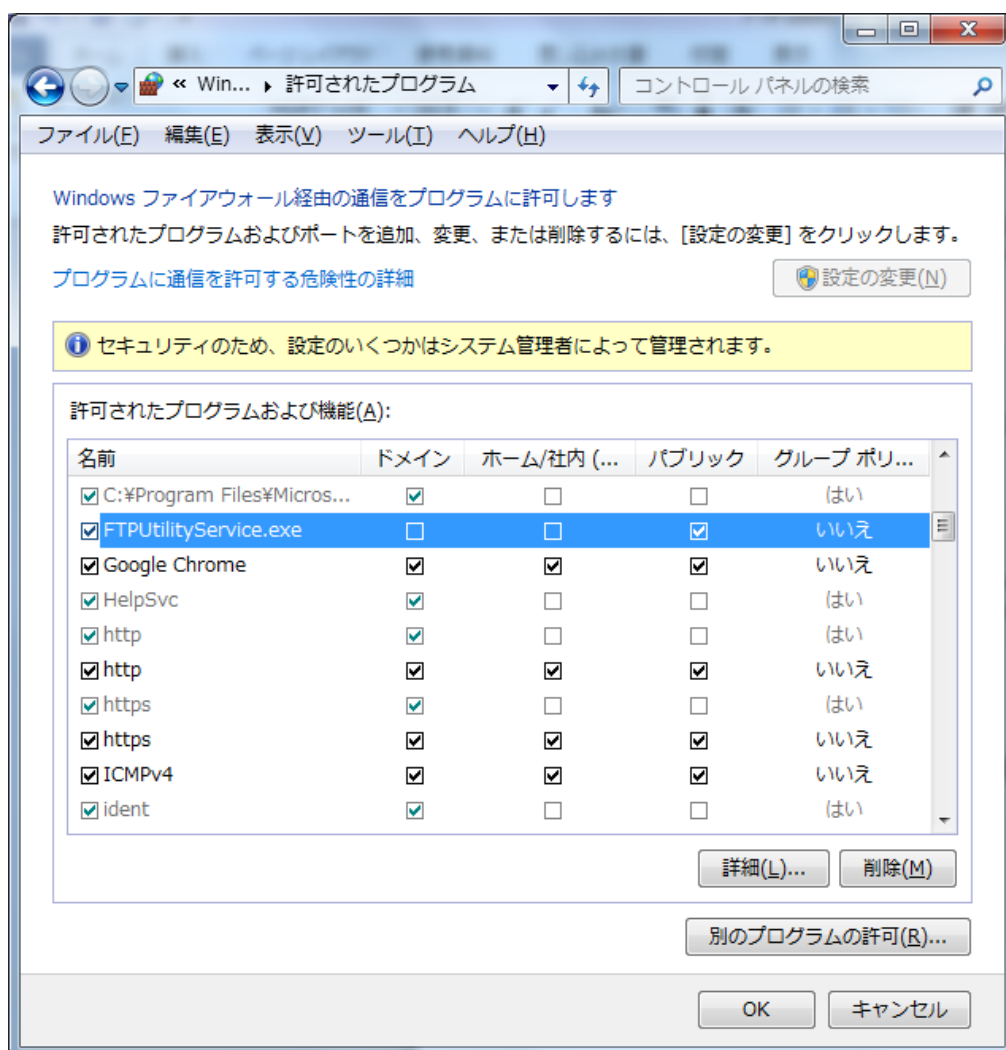 « Win... 許可されたプログラム コントロール パネルの検索
ファイル(F) 編集(E) 表示(V) ツール(T) ヘルプ(H)
Windows ファイアウォール経由の通信をプログラムに許可します
許可されたプログラムおよびポートを追加、変更、または削除するには、[設定の変更] をクリックします。
プログラムに通信を許可する危険性の詳細 設定の変更(N)
セキュリティのため、設定のいくつかはシステム管理者によって管理されます。
許可されたプログラムおよび機能(A):
名前 ドメイン ホーム/社内 (... パブリック グループ ポリ...
C:¥Program Files¥Micros... はい
FTPUtilityService.exe いいえ
Google Chrome いいえ
HelpSvc はい
http はい
http いいえ
https はい
https いいえ
ICMPv4 いいえ
ident はい
詳細(L)... 削除(M)
別のプログラムの許可(R)...
OK キャンセル